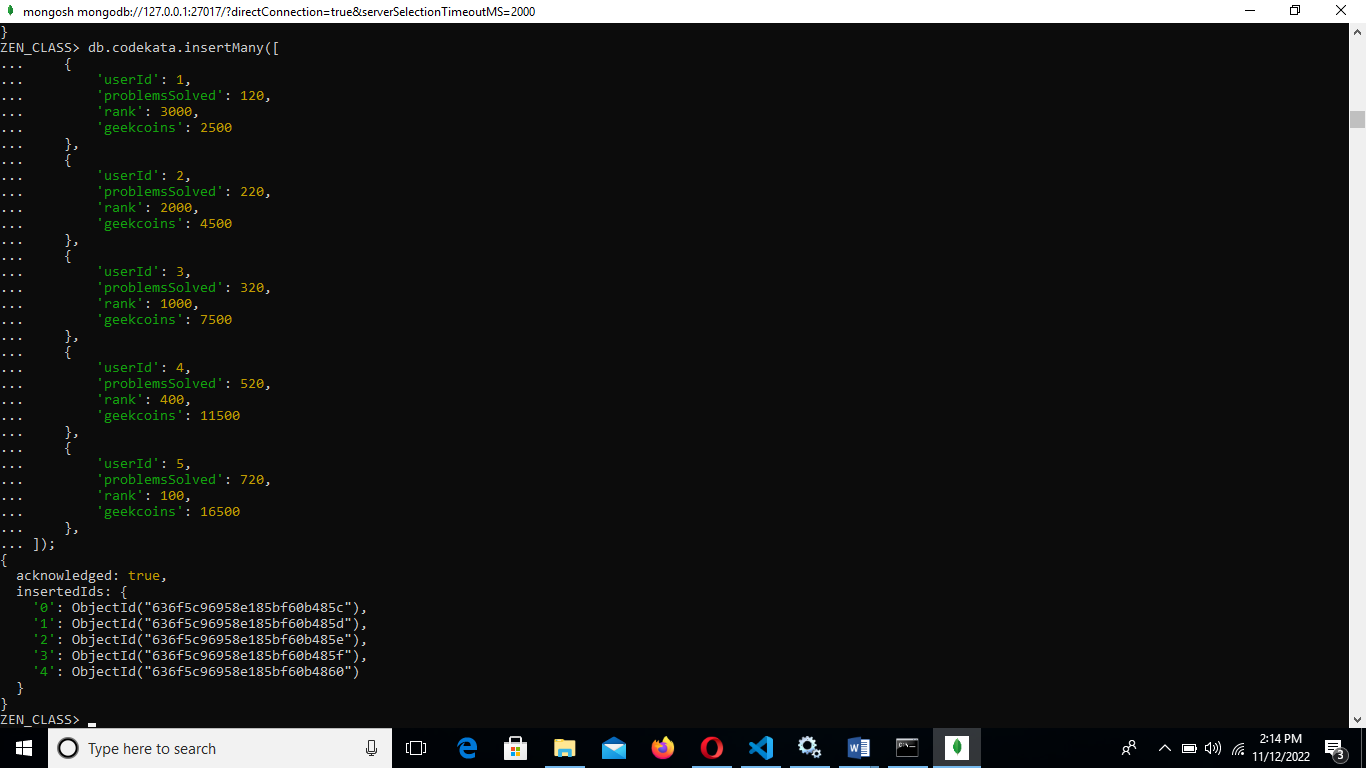 mongosh mongodb://127.0.0.1:27017/?directConnection=true&serverSelectionTimeoutMS=2000
}
ZEN_CLASS> db.codekata.insertMany([
...     {
...         'userId': 1,
...         'problemsSolved': 120,
...         'rank': 3000,
...         'geekcoins': 2500
...     },
...     {
...         'userId': 2,
...         'problemsSolved': 220,
...         'rank': 2000,
...         'geekcoins': 4500
...     },
...     {
...         'userId': 3,
...         'problemsSolved': 320,
...         'rank': 1000,
...         'geekcoins': 7500
...     },
...     {
...         'userId': 4,
...         'problemsSolved': 520,
...         'rank': 400,
...         'geekcoins': 11500
...     },
...     {
...         'userId': 5,
...         'problemsSolved': 720,
...         'rank': 100,
...         'geekcoins': 16500
...     },
... ]);
{
  acknowledged: true,
  insertedIds: {
    '0': ObjectId("636f5c96958e185bf60b485c"),
    '1': ObjectId("636f5c96958e185bf60b485d"),
    '2': ObjectId("636f5c96958e185bf60b485e"),
    '3': ObjectId("636f5c96958e185bf60b485f"),
    '4': ObjectId("636f5c96958e185bf60b4860")
  }
}
ZEN_CLASS>
Type here to search
2:14 PM
11/12/2022
3